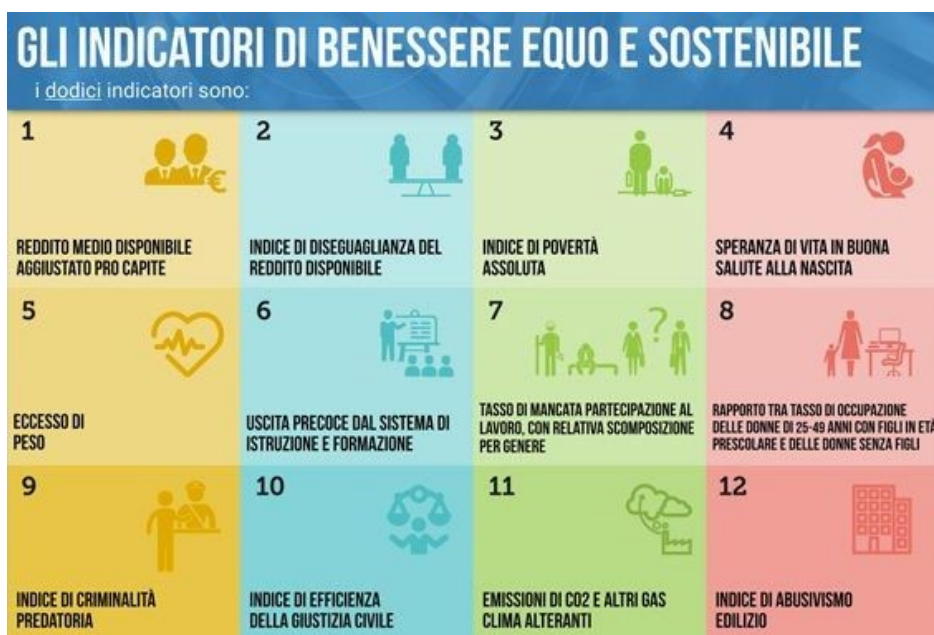 GLI INDICATORI DI BENESSERE EQUO E SOSTENIBILE
i dodici indicatori sono:
1
REDDITO MEDIO DISPONIBILE
AGGIUSTATO PRO CAPITE
2
INDICE DI DISEGUAGLIANZA DEL
REDDITO DISPONIBILE
3
INDICE DI POVERTÀ
ASSOLUTA
4
SPERANZA DI VITA IN BUONA
SALUTE ALLA NASCITA
5
ECCESSO DI
PESO
6
USCITA PRECOCE DAL SISTEMA DI
ISTRUZIONE E FORMAZIONE
7
TASSO DI MANCATA PARTECIPAZIONE AL
LAVORO, CON RELATIVA SCOMPOSIZIONE
PER GENERE
8
RAPPORTO TRA TASSO DI OCCUPAZIONE
DELLE DONNE DI 25-49 ANNI CON FIGLI IN ETÀ
PRESCOLARE E DELLE DONNE SENZA FIGLI
9
INDICE DI CRIMINALITÀ
PREDATORIA
10
INDICE DI EFFICIENZA
DELLA GIUSTIZIA CIVILE
11
EMISSIONI DI CO2 E ALTRI GAS
CLIMA ALTERANTI
12
INDICE DI ABUSIVISMO
EDILIZIO